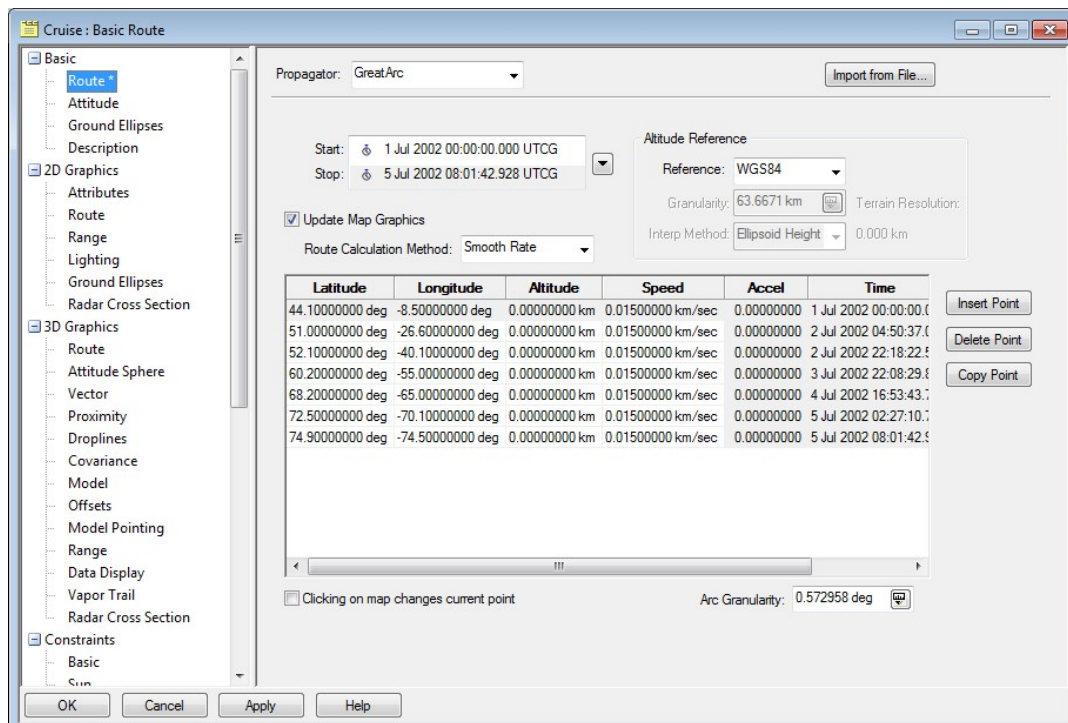 Cruise : Basic Route
Basic
Route *
Attitude
Ground Ellipses
Description
2D Graphics
Attributes
Route
Range
Lighting
Ground Ellipses
Radar Cross Section
3D Graphics
Route
Attitude Sphere
Vector
Proximity
Droplines
Covariance
Model
Offsets
Model Pointing
Range
Data Display
Vapor Trail
Radar Cross Section
Constraints
Basic
Sun
Propagator: GreatArc
Import from File...
Start: 1 Jul 2002 00:00:00.000 UTCG
Stop: 5 Jul 2002 08:01:42.928 UTCG
Update Map Graphics
Route Calculation Method: Smooth Rate
Altitude Reference
Reference: WGS84
Granularity: 63.6671 km Terrain Resolution:
Interp Method: Ellipsoid Height 0.000 km
Latitude Longitude Altitude Speed Accel Time
44.10000000 deg -8.50000000 deg 0.00000000 km 0.01500000 km/sec 0.00000000 1 Jul 2002 00:00:00.0
51.00000000 deg -26.60000000 deg 0.00000000 km 0.01500000 km/sec 0.00000000 2 Jul 2002 04:50:37.0
52.10000000 deg -40.10000000 deg 0.00000000 km 0.01500000 km/sec 0.00000000 2 Jul 2002 22:18:22.5
60.20000000 deg -55.00000000 deg 0.00000000 km 0.01500000 km/sec 0.00000000 3 Jul 2002 22:08:29.8
68.20000000 deg -65.00000000 deg 0.00000000 km 0.01500000 km/sec 0.00000000 4 Jul 2002 16:53:43.7
72.50000000 deg -70.10000000 deg 0.00000000 km 0.01500000 km/sec 0.00000000 5 Jul 2002 02:27:10.7
74.90000000 deg -74.50000000 deg 0.00000000 km 0.01500000 km/sec 0.00000000 5 Jul 2002 08:01:42.9
Insert Point
Delete Point
Copy Point
Clicking on map changes current point
Arc Granularity: 0.572958 deg
OK Cancel Apply Help